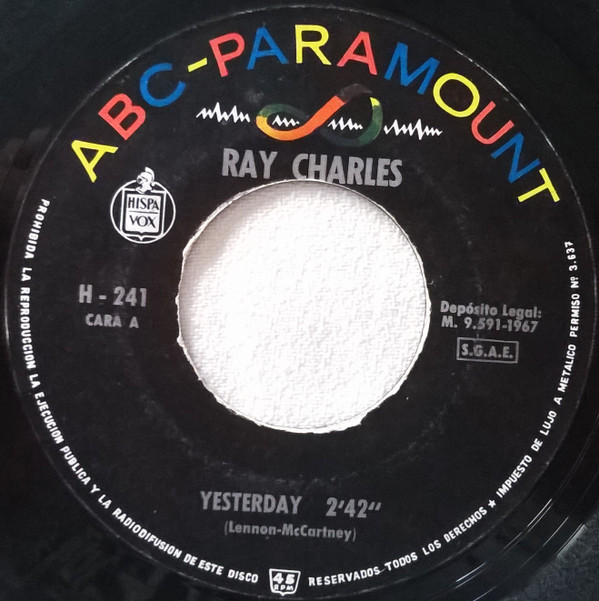 ABC-PARAMOUNT
RAY CHARLES
HISPA
VOX
H - 241
CARA A
Depósito Legal:
M. 9.591-1967
S.G.A.E.
YESTERDAY 2'42"
(Lennon-McCartney)
PROHIBIDA LA REPRODUCCION LA EJECUCION PUBLICA Y LA RADIODIFUSION DE ESTE DISCO
45
RPM
RESERVADOS TODOS LOS DERECHOS ★ IMPUESTO DE LUJO A METALICO PERMISO Nº 3.637